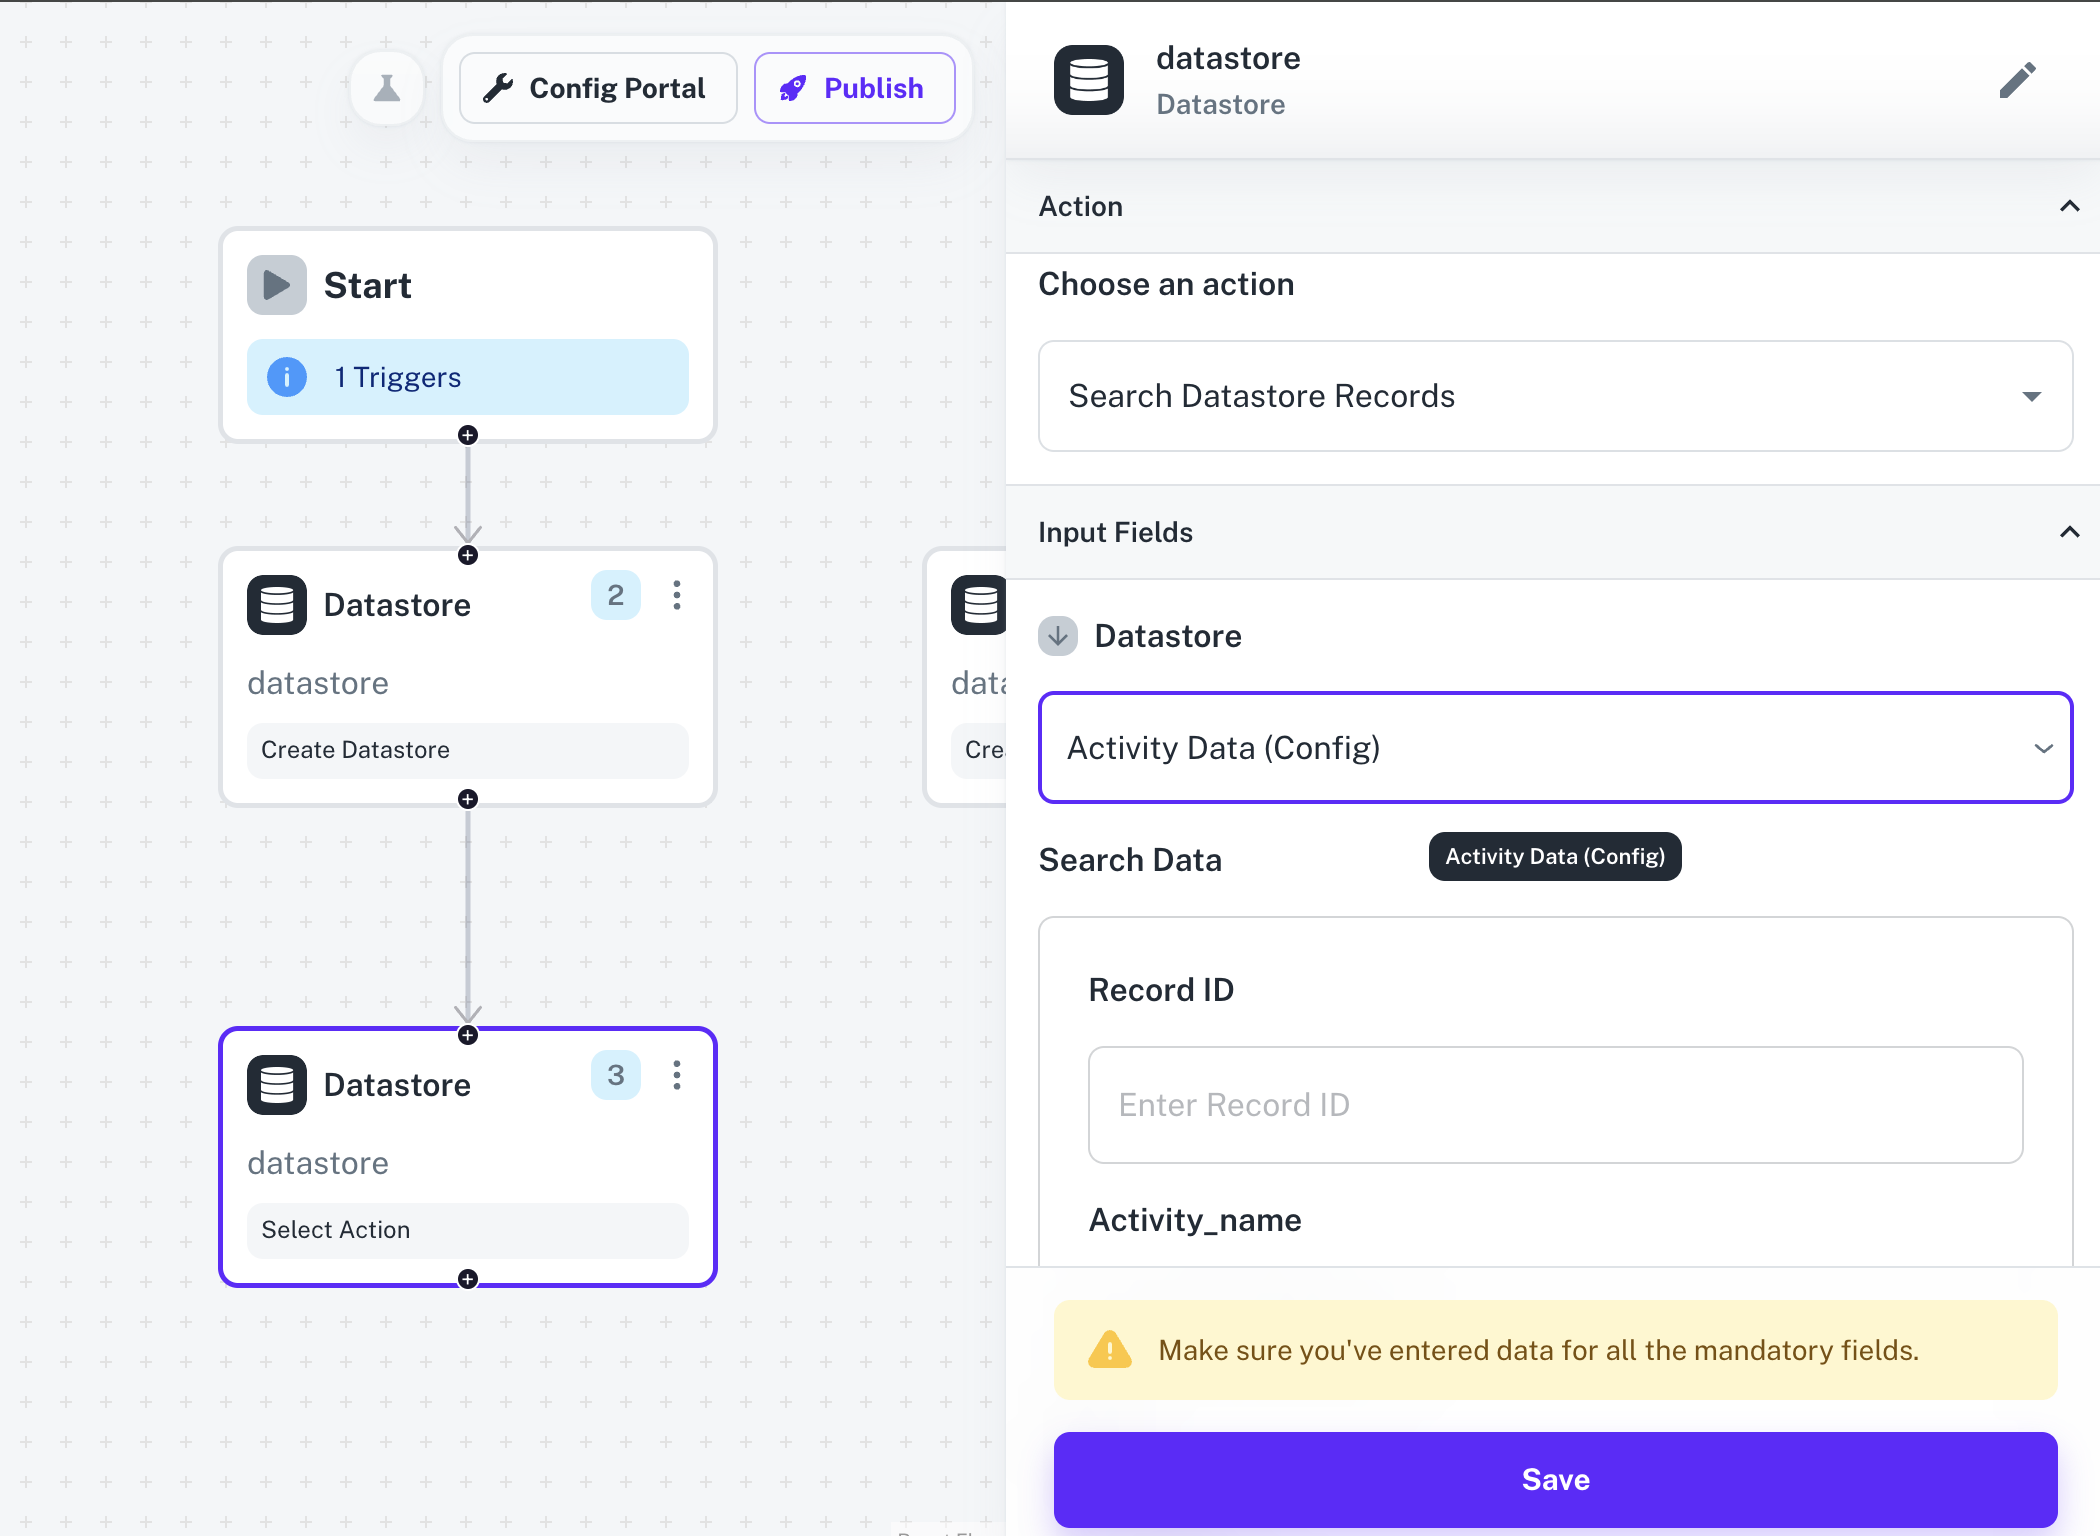 Config Portal
Publish
Start
1 Triggers
Datastore
2
datastore
Create Datastore
Datastore
3
datastore
Select Action
datastore
Datastore
Action
Choose an action
Search Datastore Records
Input Fields
Datastore
Activity Data (Config)
Search Data
Activity Data (Config)
Record ID
Enter Record ID
Activity_name
Make sure you've entered data for all the mandatory fields.
Save